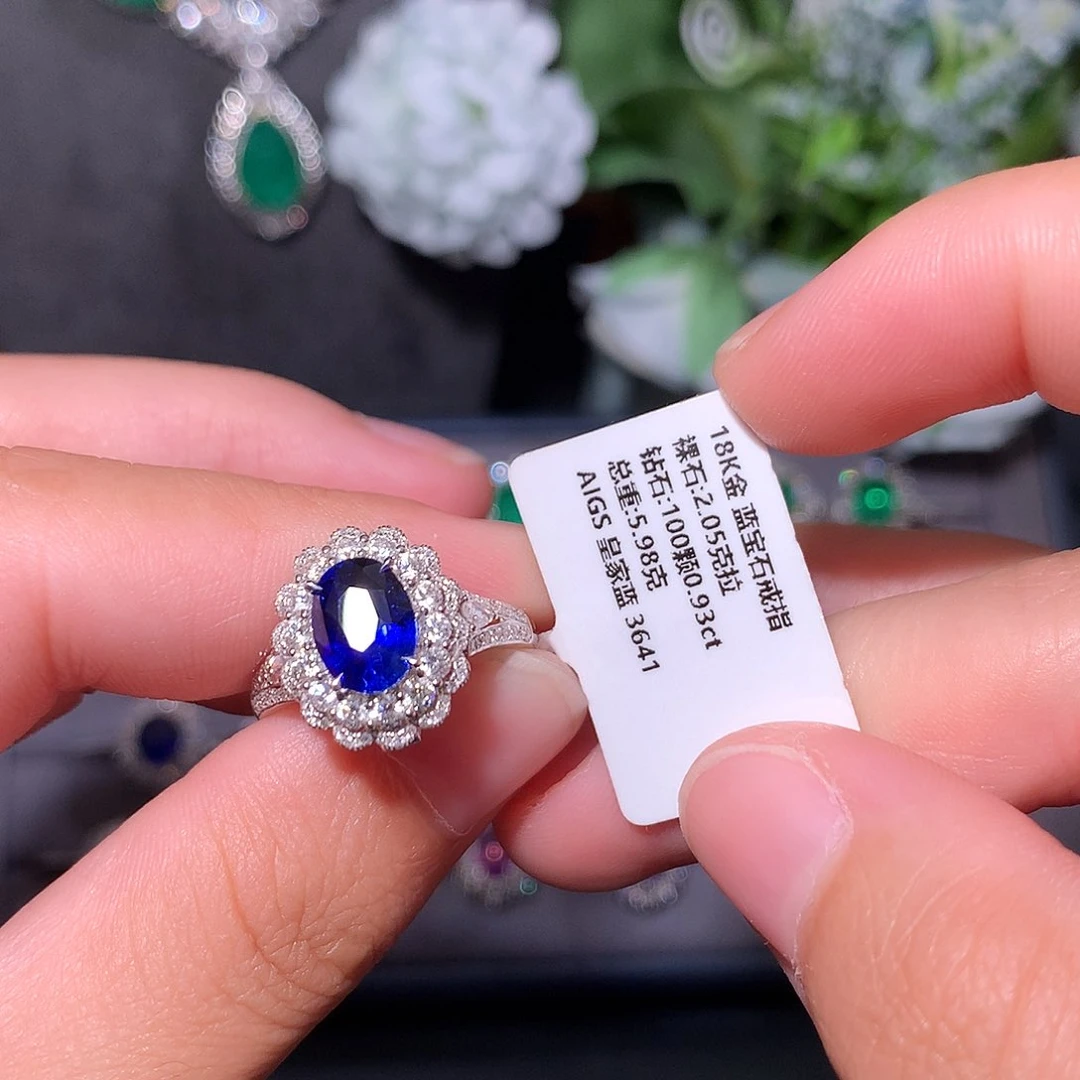 18K金 蓝宝石戒指
裸石:2.05克拉
钻石:100颗0.93ct
总重:5.98克
AIGS 皇家蓝 3641